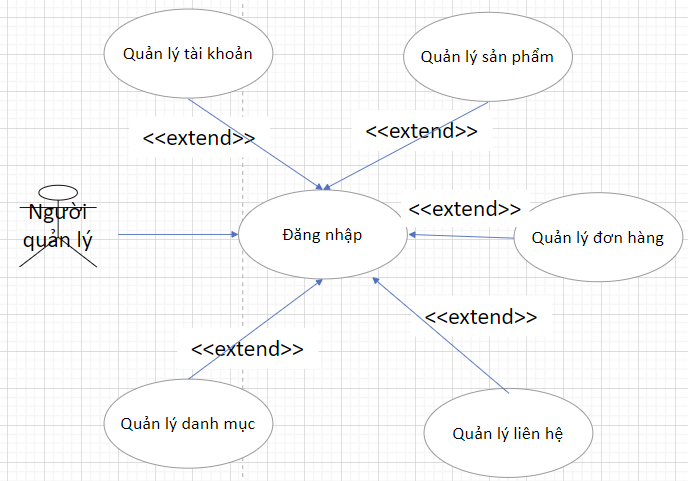 Quản lý tài khoản
Quản lý sản phẩm
<<extend>>
<<extend>>
Người
quản lý
Đăng nhập
<<extend>>
Quản lý đơn hàng
<<extend>>
<<extend>>
Quản lý danh mục
Quản lý liên hệ